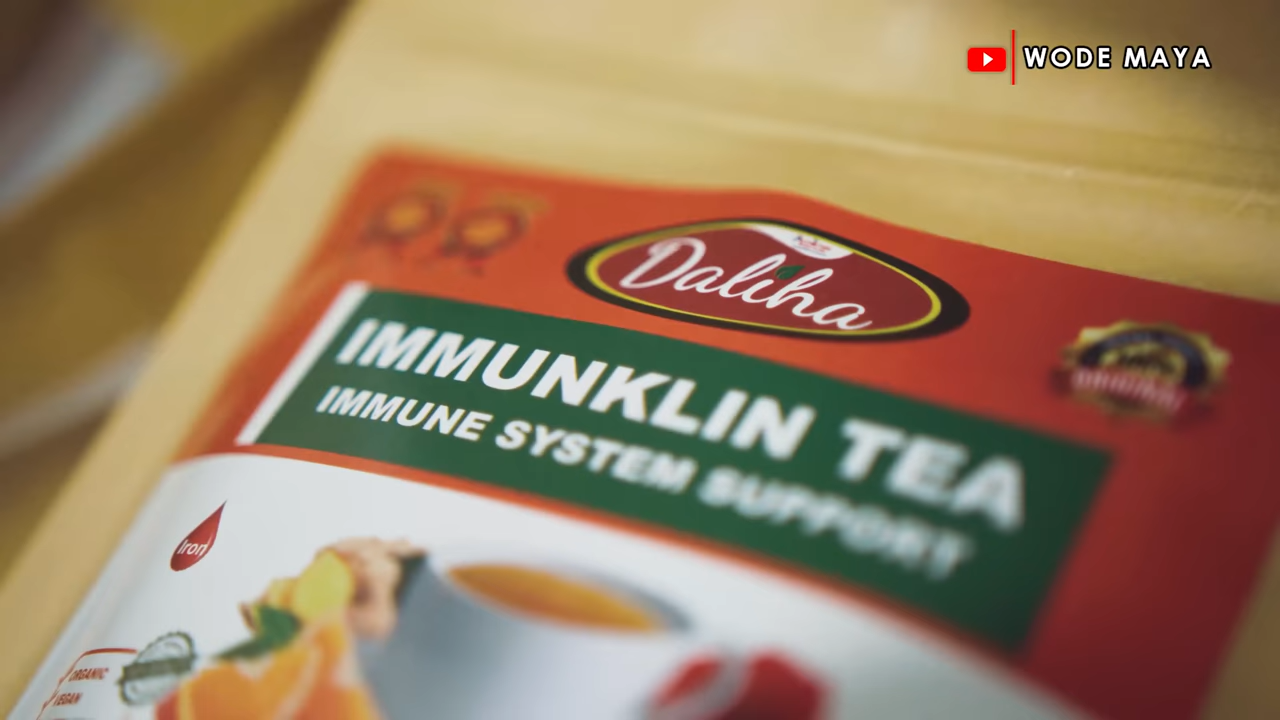 WODE MAYA
Daliha
IMMUNKLIN TEA
IMMUNE SYSTEM SUPPORT
Iron
ORGANIC
VEGAN